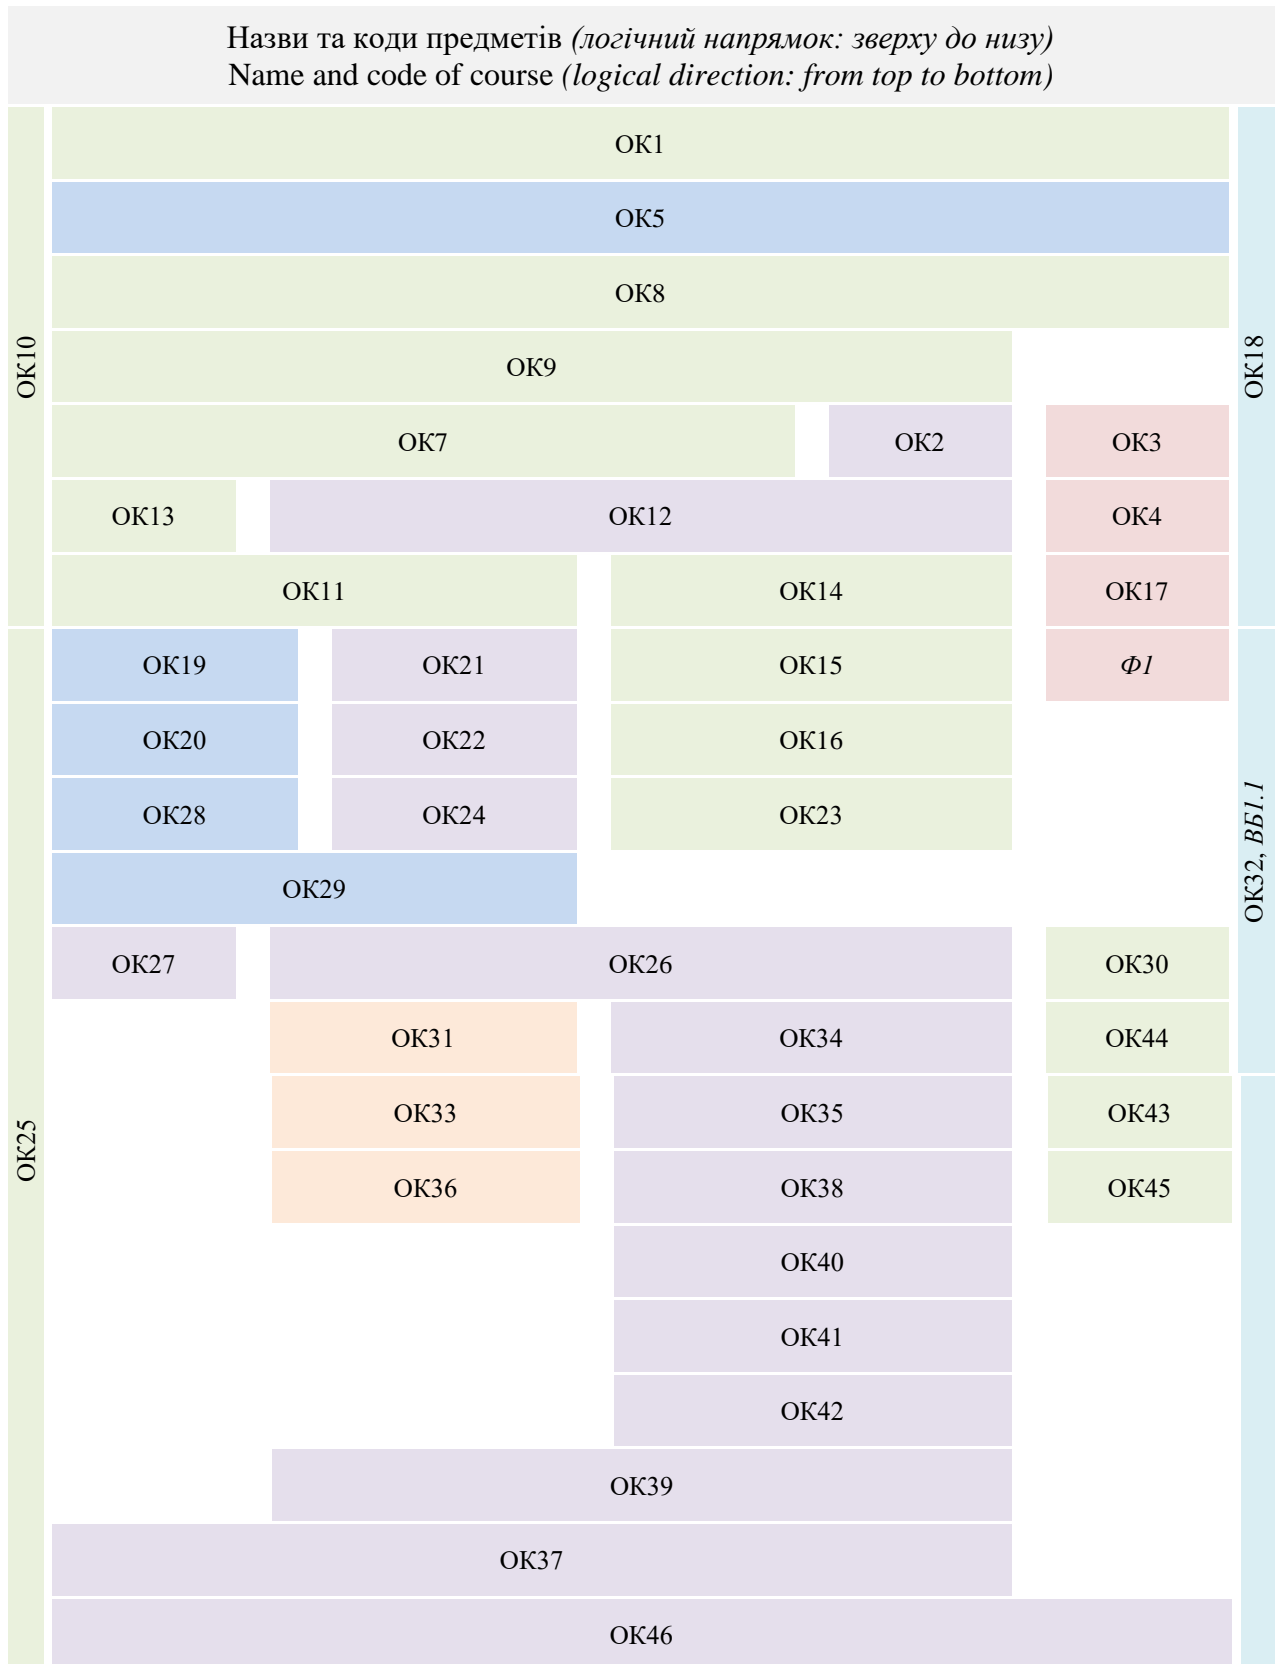 Назви та коди предметів (логічний напрямок: зверху до низу)
Name and code of course (logical direction: from top to bottom)
ОК10
ОК18
ОК1
ОК5
ОК8
ОК9
ОК7
ОК2
ОК3
ОК13
ОК12
ОК4
ОК11
ОК14
ОК17
ОК25
ОК32, ВБ1.1
ОК19
ОК21
ОК15
Ф1
ОК20
ОК22
ОК16
ОК28
ОК24
ОК23
ОК29
ОК27
ОК26
ОК30
ОК31
ОК34
ОК44
ОК33
ОК35
ОК43
ОК36
ОК38
ОК45
ОК40
ОК41
ОК42
ОК39
ОК37
ОК46